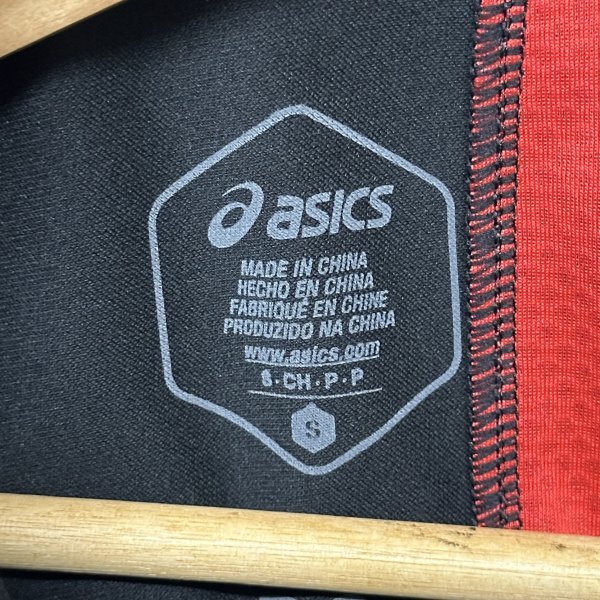 asics
MADE IN CHINA
HECHO EN CHINA
FABRIQUÉ EN CHINE
PRODUZIDO NA CHINA
www.asics.com
S·CH·P·P
S